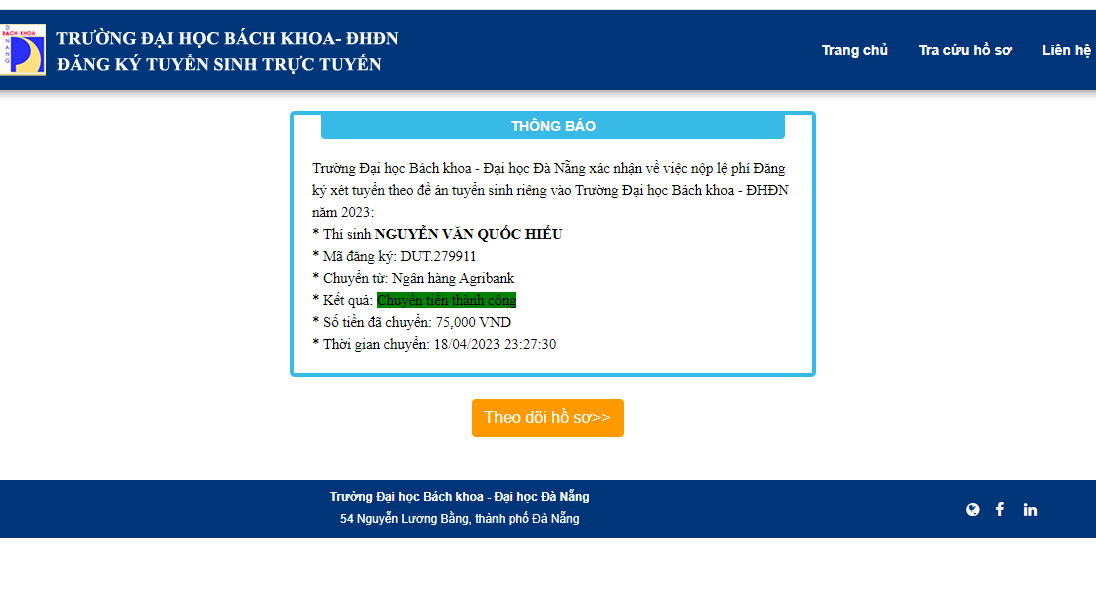 BÁCH KHOA
ĐÀ NẴNG
TRƯỜNG ĐẠI HỌC BÁCH KHOA- ĐHĐN
ĐĂNG KÝ TUYỂN SINH TRỰC TUYẾN
Trang chủ Tra cứu hồ sơ Liên hệ
THÔNG BÁO
Trường Đại học Bách khoa - Đại học Đà Nẵng xác nhận về việc nộp lệ phí Đăng
ký xét tuyển theo đề án tuyển sinh riêng vào Trường Đại học Bách khoa - ĐHĐN
năm 2023:
* Thí sinh NGUYỄN VĂN QUỐC HIẾU
* Mã đăng ký: DUT.279911
* Chuyển từ: Ngân hàng Agribank
* Kết quả: Chuyển tiền thành công
* Số tiền đã chuyển: 75,000 VND
* Thời gian chuyển: 18/04/2023 23:27:30
Theo dõi hồ sơ>>
Trường Đại học Bách khoa - Đại học Đà Nẵng
54 Nguyễn Lương Bằng, thành phố Đà Nẵng